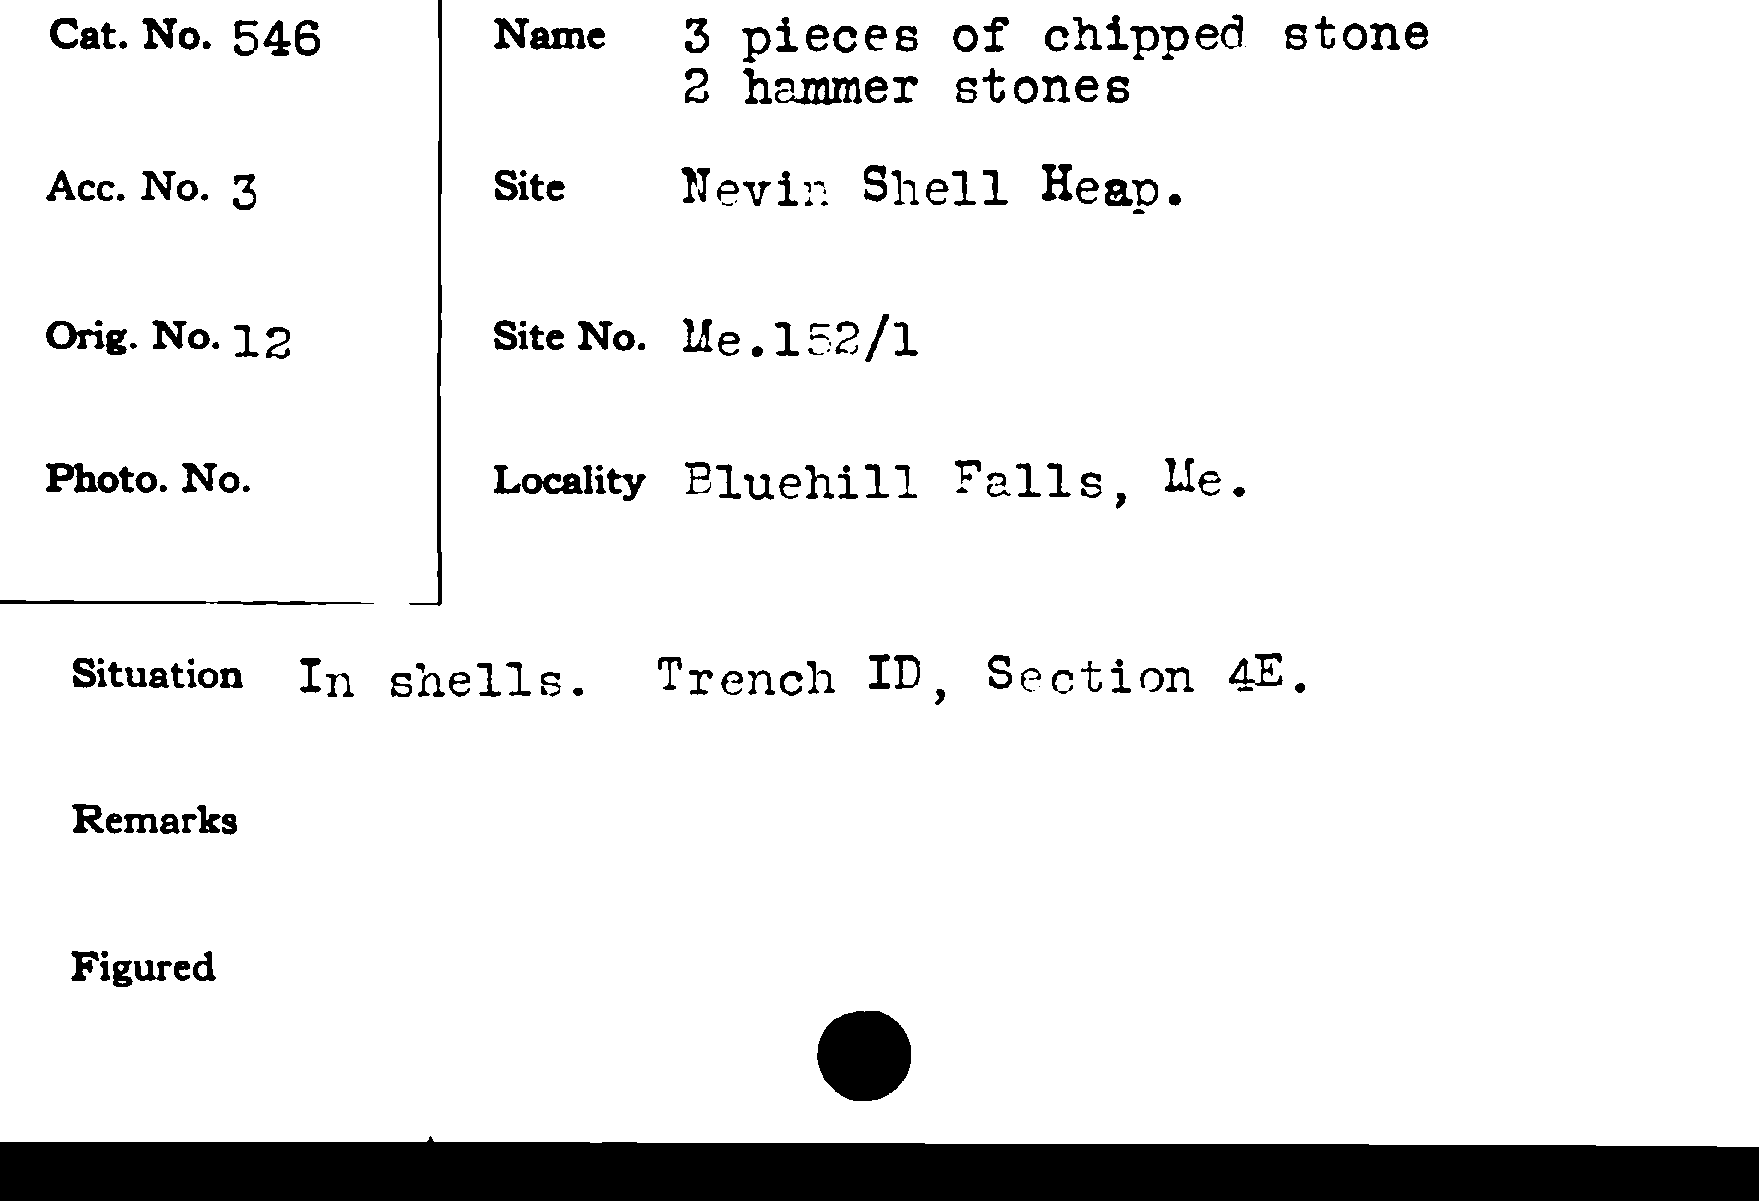 Cat. No. 546
Name 3 pieces of chipped stone
2 hammer stones
Acc. No. 3
Site Nevin Shell Heap.
Orig. No. 12
Site No. Me.152/1
Photo. No.
Locality Bluehill Falls, Me.
Situation In shells. Trench ID, Section 4E.
Remarks
Figured